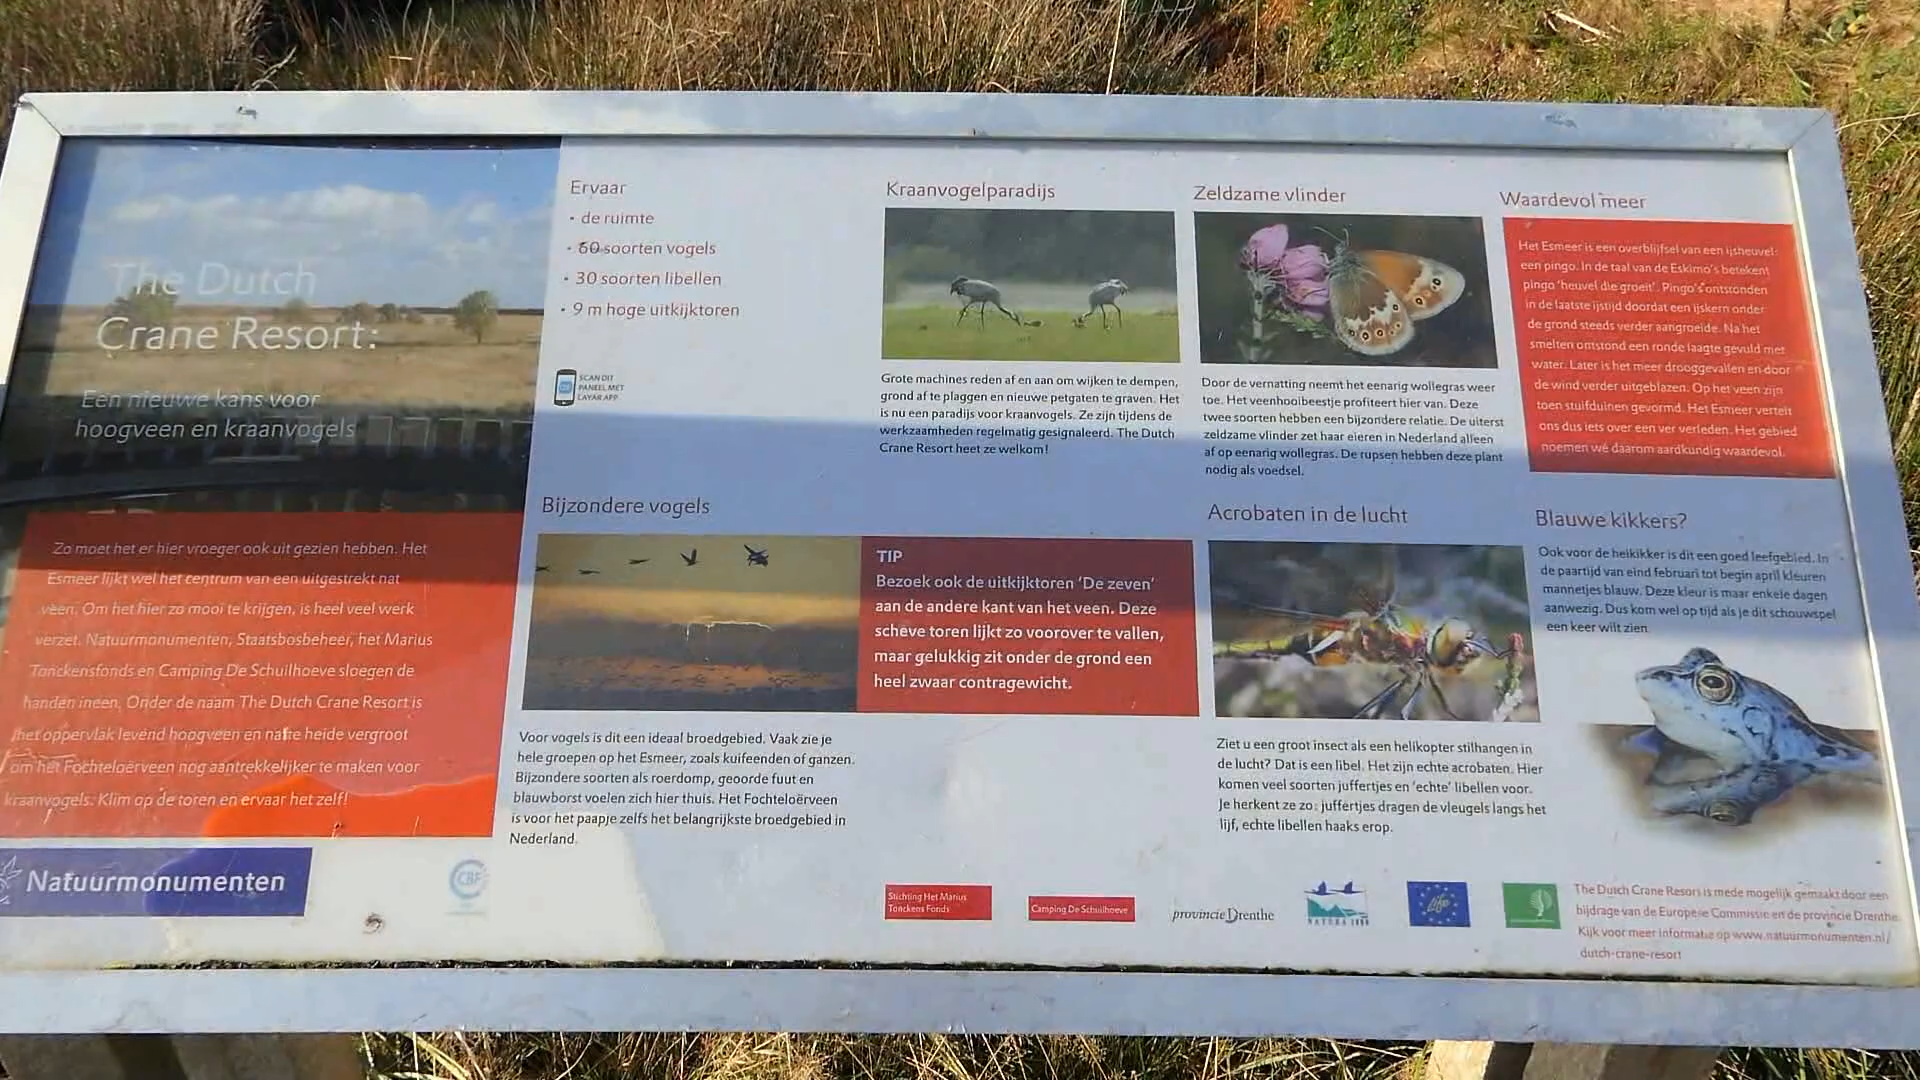 The Dutch
Crane Resort:
Een nieuwe kans voor
hoogveen en kraanvogels
Zo moet het er hier vroeger ook uit gezien hebben. Het
Esmeer lijkt wel het centrum van een uitgestrekt nat
veen. Om het hier zo mooi te krijgen, is heel veel werk
verzet. Natuurmonumenten, Staatsbosbeheer, het Marius
Tonckensfonds en Camping De Schuilhoeve sloegen de
handen ineen. Onder de naam The Dutch Crane Resort is
het oppervlak levend hoogveen en natte heide vergroot
om het Fochteloërveen nog aantrekkelijker te maken voor
kraanvogels. Klim op de toren en ervaar het zelf!
Natuurmonumenten
CBF
Ervaar
• de ruimte
• 60 soorten vogels
• 30 soorten libellen
• 9 m hoge uitkijktoren
SCAN DIT
PANEEL MET
LAYAR APP
Kraanvogelparadijs
Grote machines reden af en aan om wijken te dempen,
grond af te plaggen en nieuwe petgaten te graven. Het
is nu een paradijs voor kraanvogels. Ze zijn tijdens de
werkzaamheden regelmatig gesignaleerd. The Dutch
Crane Resort heet ze welkom!
Zeldzame vlinder
Door de vernatting neemt het eenarig wollegras weer
toe. Het veenhooibeestje profiteert hier van. Deze
twee soorten hebben een bijzondere relatie. De uiterst
zeldzame vlinder zet haar eieren in Nederland alleen
af op eenarig wollegras. De rupsen hebben deze plant
nodig als voedsel.
Waardevol meer
Het Esmeer is een overblijfsel van een ijsheuvel:
een pingo. In de taal van de Eskimo's betekent
pingo 'heuvel die groeit'. Pingo's ontstonden
in de laatste ijstijd doordat een ijskern onder
de grond steeds verder aangroeide. Na het
smelten ontstond een ronde laagte gevuld met
water. Later is het meer drooggevallen en door
de wind verder uitgeblazen. Op het veen zijn
toen stuifduinen gevormd. Het Esmeer vertelt
ons dus iets over een ver verleden. Het gebied
noemen we daarom aardkundig waardevol.
Bijzondere vogels
Voor vogels is dit een ideaal broedgebied. Vaak zie je
hele groepen op het Esmeer, zoals kuifeenden of ganzen.
Bijzondere soorten als roerdomp, geoorde fuut en
blauwborst voelen zich hier thuis. Het Fochteloërveen
is voor het paapje zelfs het belangrijkste broedgebied in
Nederland.
TIP
Bezoek ook de uitkijktoren 'De zeven'
aan de andere kant van het veen. Deze
scheve toren lijkt zo voorover te vallen,
maar gelukkig zit onder de grond een
heel zwaar contragewicht.
Acrobaten in de lucht
Ziet u een groot insect als een helikopter stilhangen in
de lucht? Dat is een libel. Het zijn echte acrobaten. Hier
komen veel soorten juffertjes en 'echte' libellen voor.
Je herkent ze zo: juffertjes dragen de vleugels langs het
lijf, echte libellen haaks erop.
Blauwe kikkers?
Ook voor de heikikker is dit een goed leefgebied. In
de paartijd van eind februari tot begin april kleuren
mannetjes blauw. Deze kleur is maar enkele dagen
aanwezig. Dus kom wel op tijd als je dit schouwspel
een keer wilt zien.
Stichting Het Marius
Tonckens Fonds
Camping De Schuilhoeve
provincie Drenthe
NATURA 2000
Life
The Dutch Crane Resort is mede mogelijk gemaakt door een
bijdrage van de Europese Commissie en de provincie Drenthe.
Kijk voor meer informatie op www.natuurmonumenten.nl/
dutch-crane-resort